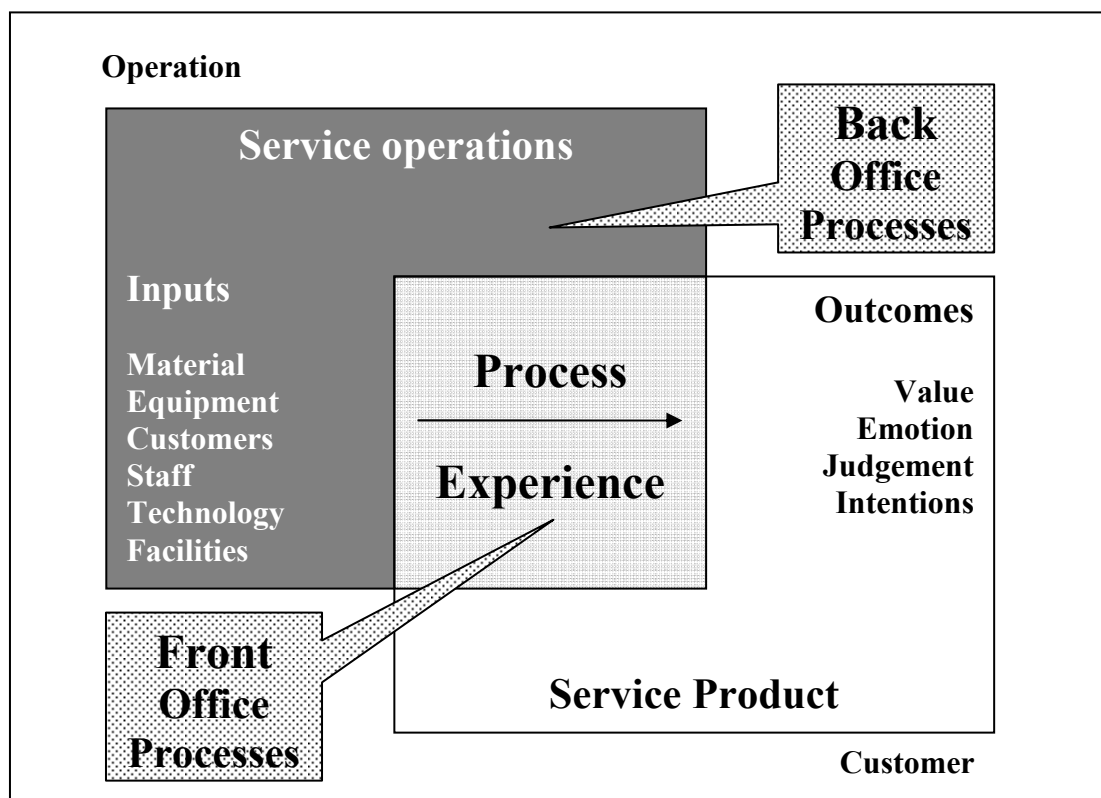 Operation
Service operations
Back
Office
Processes
Inputs
Material
Equipment
Customers
Staff
Technology
Facilities
Process
Experience
Outcomes
Value
Emotion
Judgement
Intentions
Front
Office
Processes
Service Product
Customer